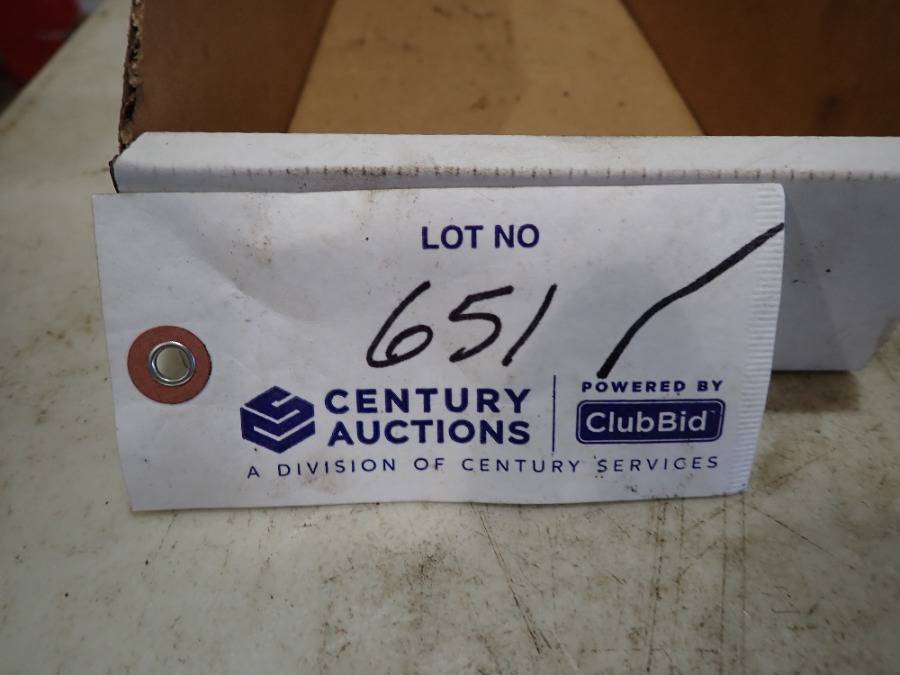 LOT NO
651
CENTURY
AUCTIONS
POWERED BY
ClubBid
A DIVISION OF CENTURY SERVICES